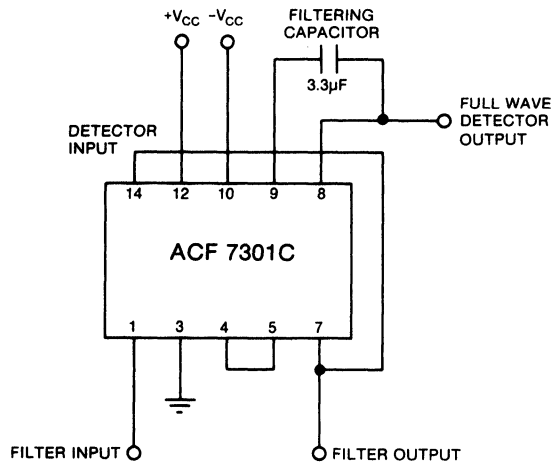 +VCC
−VCC
FILTERING
CAPACITOR
3.3µF
FULL WAVE
DETECTOR
OUTPUT
DETECTOR
INPUT
14 12 10 9 8
ACF 7301C
1 3 4 5 7
FILTER INPUT
FILTER OUTPUT